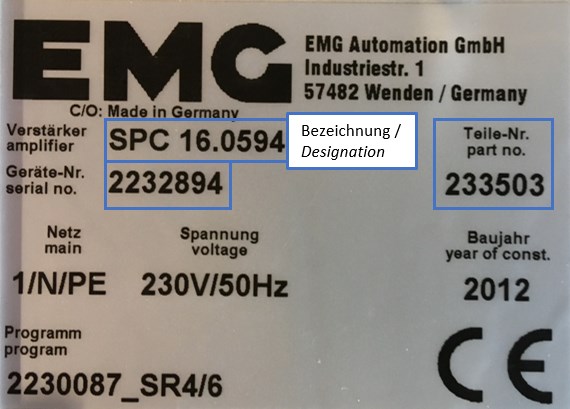 EMG
EMG Automation GmbH
Industriestr. 1
57482 Wenden / Germany
C/O: Made in Germany
Verstärker
amplifier
SPC 16.0594
Bezeichnung /
Designation
Teile-Nr.
part no.
233503
Geräte-Nr.
serial no.
2232894
Netz
main
1/N/PE
Spannung
voltage
230V/50Hz
Baujahr
year of const.
2012
Programm
program
2230087_SR4/6
CE